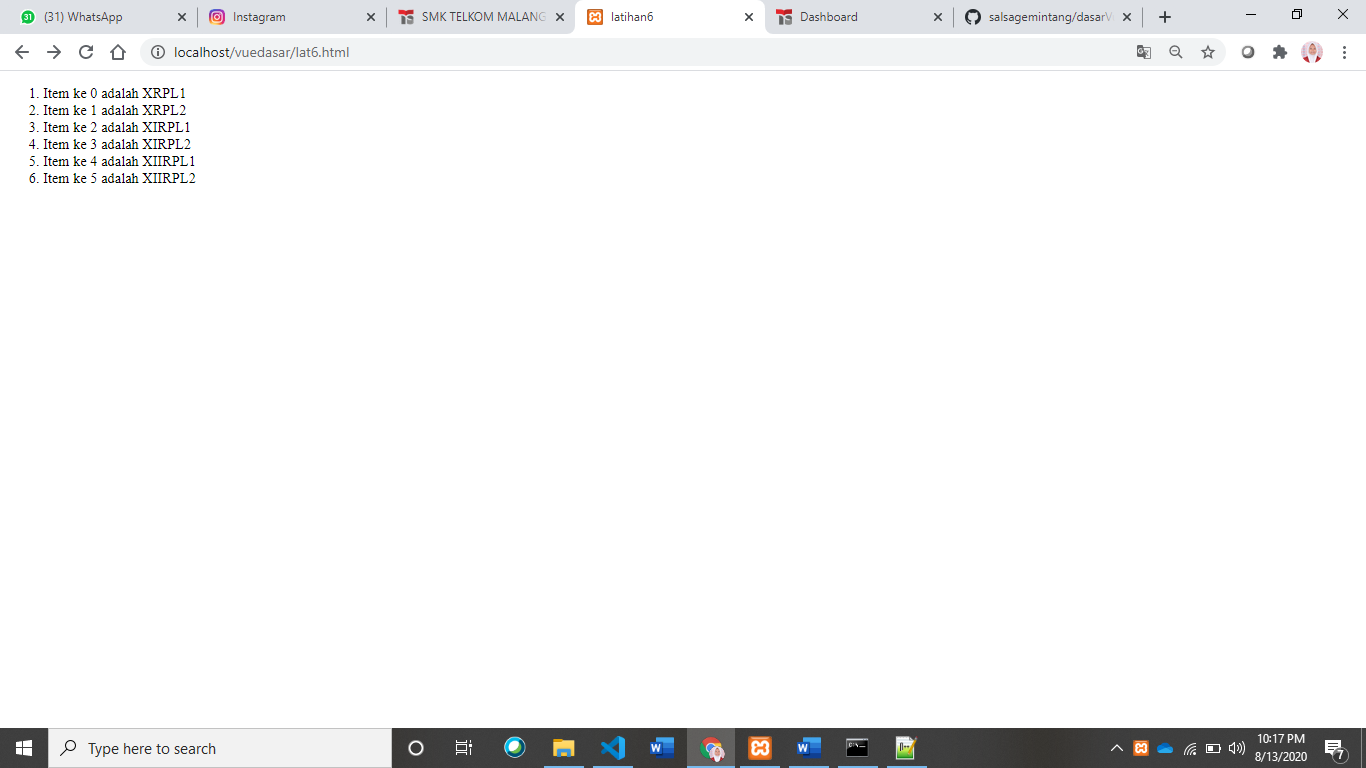 (31) WhatsApp
Instagram
SMK TELKOM MALANG
latihan6
Dashboard
salsagemintang/dasarV
localhost/vuedasar/lat6.html
1. Item ke 0 adalah XRPL1
2. Item ke 1 adalah XRPL2
3. Item ke 2 adalah XIRPL1
4. Item ke 3 adalah XIRPL2
5. Item ke 4 adalah XIIRPL1
6. Item ke 5 adalah XIIRPL2
Type here to search
10:17 PM
8/13/2020
7